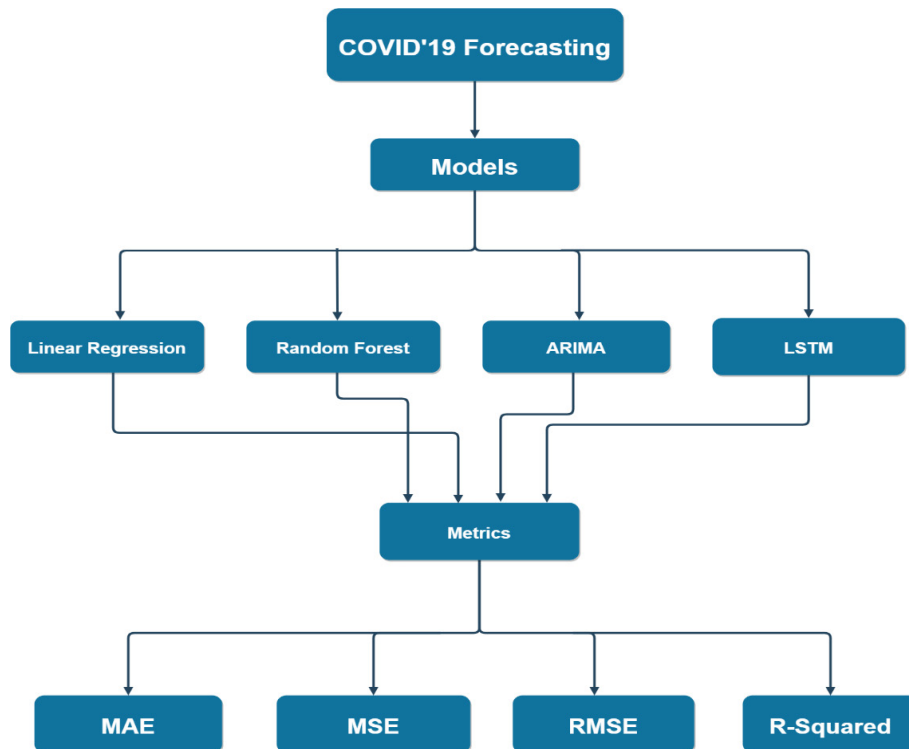 COVID'19 Forecasting
Models
Linear Regression
Random Forest
ARIMA
LSTM
Metrics
MAE
MSE
RMSE
R-Squared